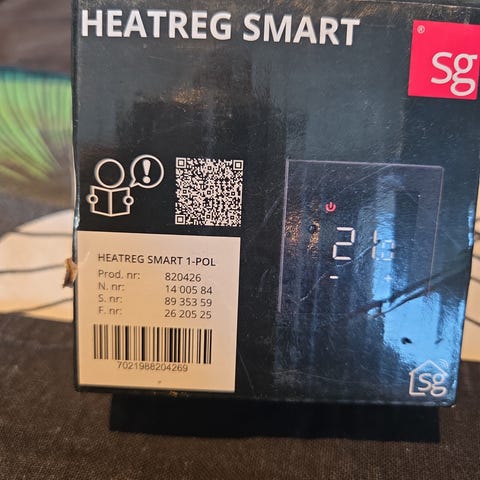 HEATREG SMART
sg
HEATREG SMART 1-POL
Prod. nr: 820426
N. nr: 14 005 84
S. nr: 89 353 59
F. nr: 26 205 25
7021988204269
sg